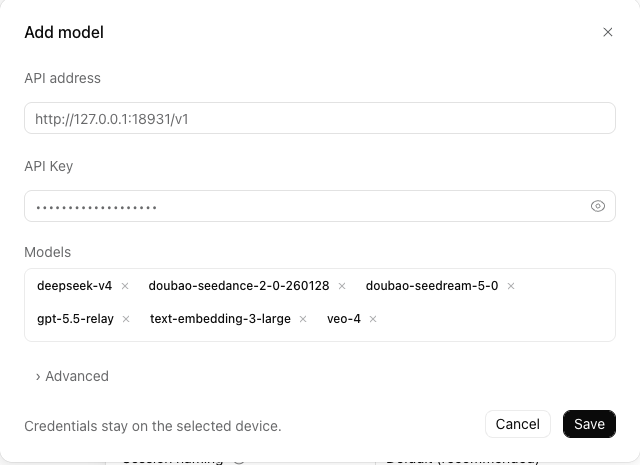 Add model
API address
http://127.0.0.1:18931/v1
API Key
•••••••••••••••••••
Models
deepseek-v4 × doubao-seedance-2-0-260128 × doubao-seedream-5-0 ×
gpt-5.5-relay × text-embedding-3-large × veo-4 ×
› Advanced
Credentials stay on the selected device.
Cancel Save